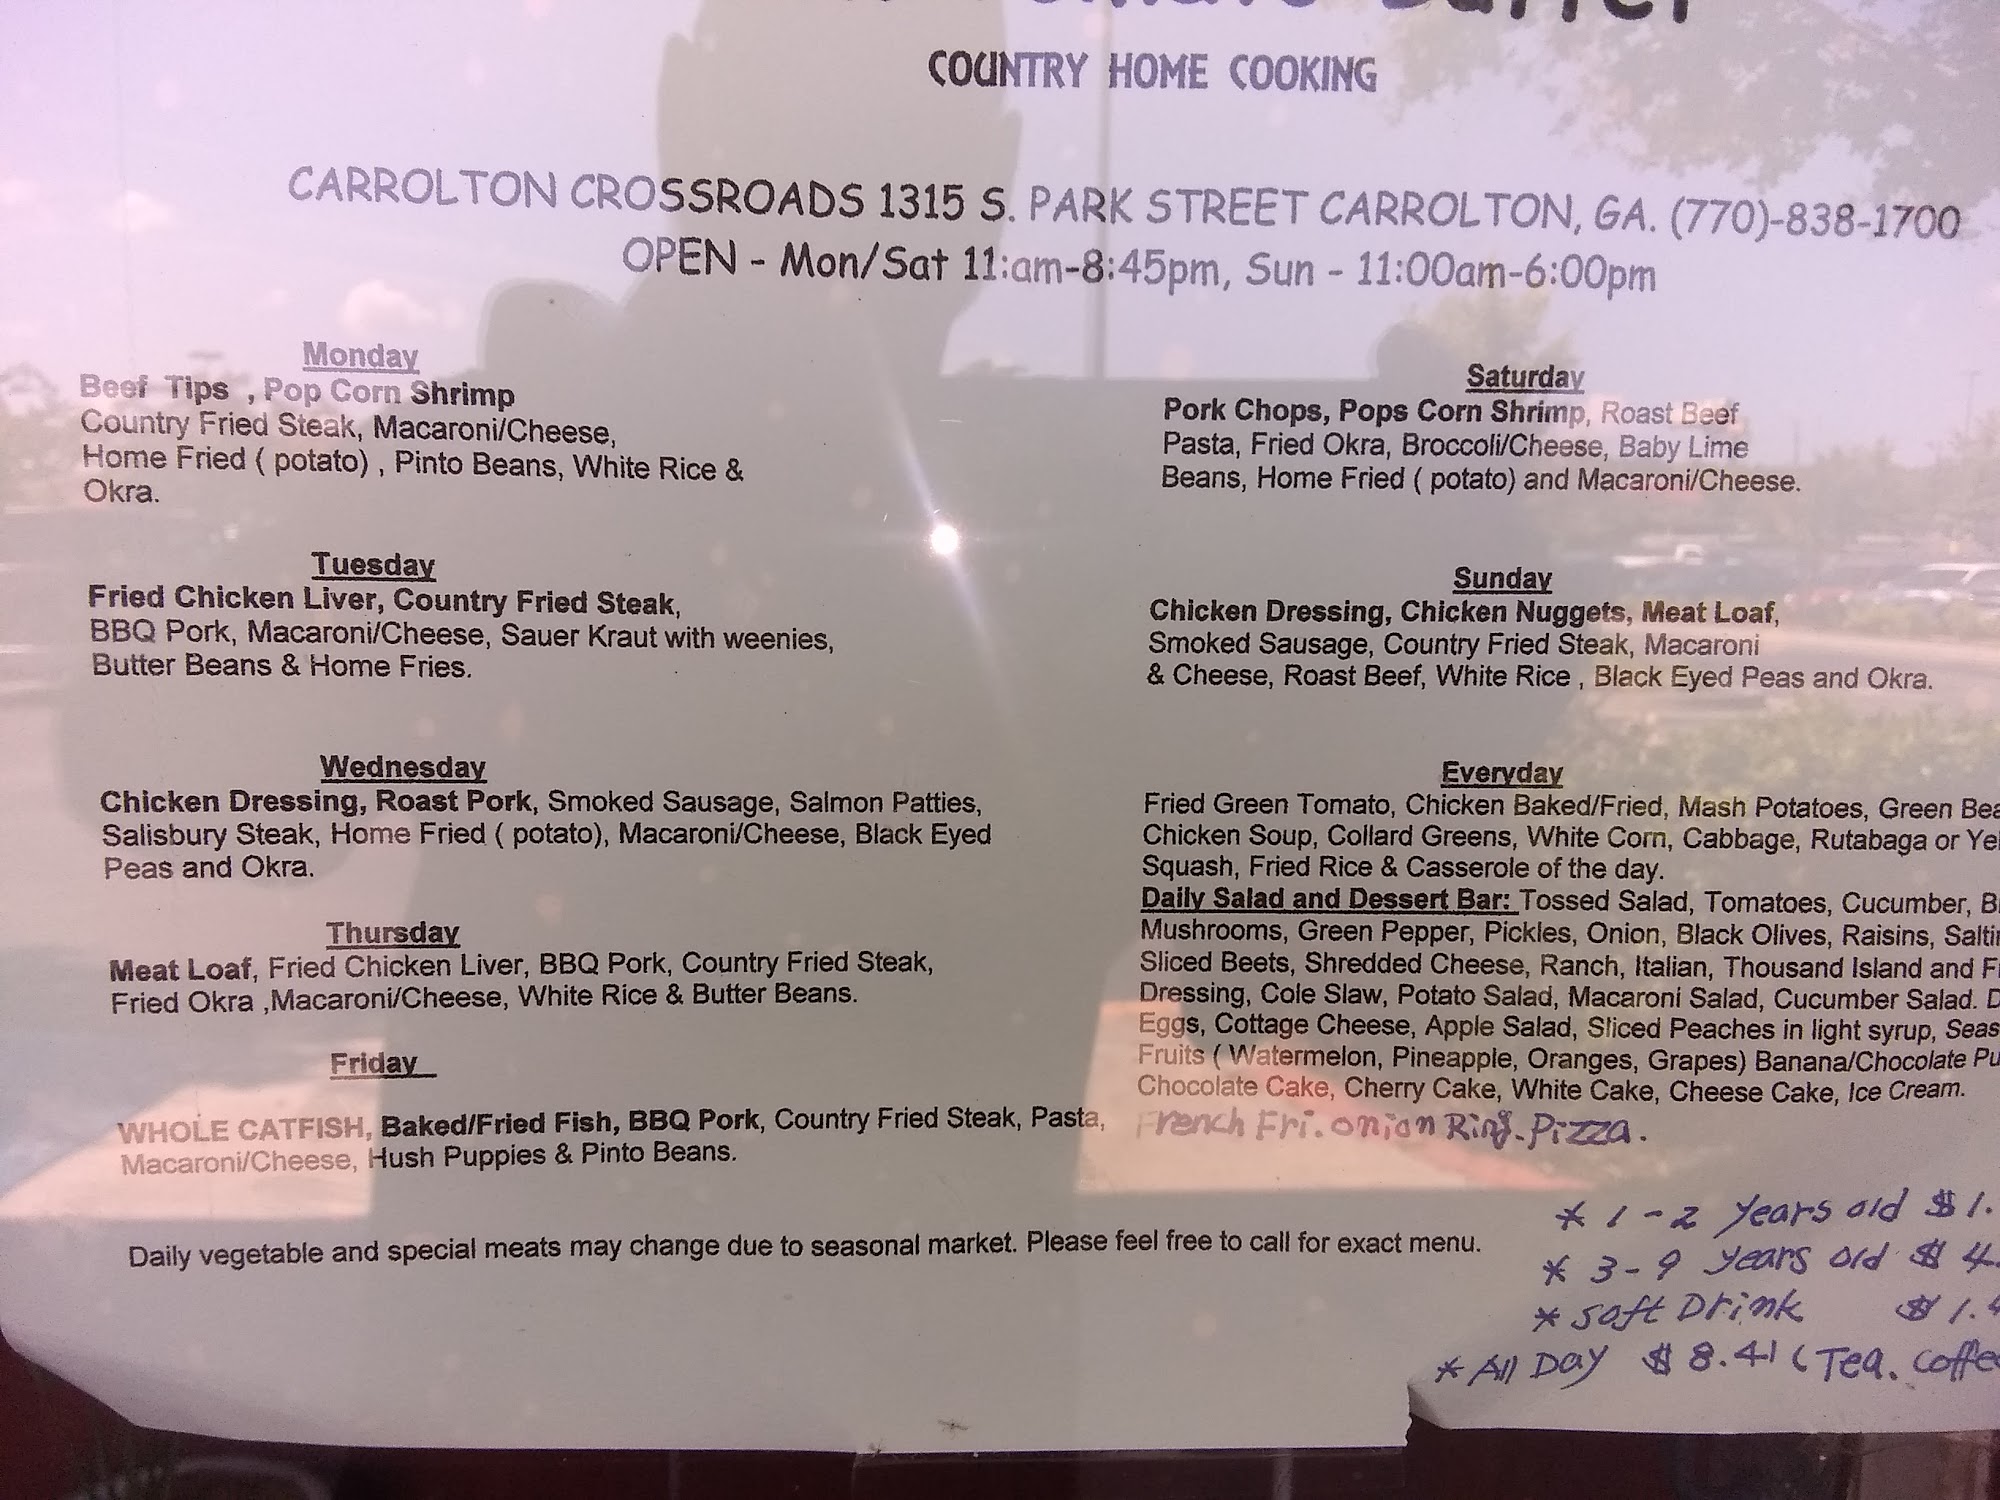 COUNTRY HOME COOKING
CARROLTON CROSSROADS 1315 S. PARK STREET CARROLTON, GA. (770)-838-1700
OPEN - Mon/Sat 11:am-8:45pm, Sun - 11:00am-6:00pm
Monday
Beef Tips , Pop Corn Shrimp
Country Fried Steak, Macaroni/Cheese,
Home Fried ( potato) , Pinto Beans, White Rice &
Okra.
Tuesday
Fried Chicken Liver, Country Fried Steak,
BBQ Pork, Macaroni/Cheese, Sauer Kraut with weenies,
Butter Beans & Home Fries.
Wednesday
Chicken Dressing, Roast Pork, Smoked Sausage, Salmon Patties,
Salisbury Steak, Home Fried ( potato), Macaroni/Cheese, Black Eyed
Peas and Okra.
Thursday
Meat Loaf, Fried Chicken Liver, BBQ Pork, Country Fried Steak,
Fried Okra ,Macaroni/Cheese, White Rice & Butter Beans.
Friday
WHOLE CATFISH, Baked/Fried Fish, BBQ Pork, Country Fried Steak, Pasta,
Macaroni/Cheese, Hush Puppies & Pinto Beans.
Saturday
Pork Chops, Pops Corn Shrimp, Roast Beef
Pasta, Fried Okra, Broccoli/Cheese, Baby Lime
Beans, Home Fried ( potato) and Macaroni/Cheese.
Sunday
Chicken Dressing, Chicken Nuggets, Meat Loaf,
Smoked Sausage, Country Fried Steak, Macaroni
& Cheese, Roast Beef, White Rice , Black Eyed Peas and Okra.
Everyday
Fried Green Tomato, Chicken Baked/Fried, Mash Potatoes, Green
Chicken Soup, Collard Greens, White Corn, Cabbage, Rutabaga or
Squash, Fried Rice & Casserole of the day.
Daily Salad and Dessert Bar: Tossed Salad, Tomatoes, Cucumber,
Mushrooms, Green Pepper, Pickles, Onion, Black Olives, Raisins,
Sliced Beets, Shredded Cheese, Ranch, Italian, Thousand Island and
Dressing, Cole Slaw, Potato Salad, Macaroni Salad, Cucumber Salad.
Eggs, Cottage Cheese, Apple Salad, Sliced Peaches in light syrup,
Fruits ( Watermelon, Pineapple, Oranges, Grapes) Banana/Chocolate
Chocolate Cake, Cherry Cake, White Cake, Cheese Cake, Ice Cream.
French Fri. onion Ring. Pizza.
Daily vegetable and special meats may change due to seasonal market. Please feel free to call for exact menu.
* 1-2 years old $1.
* 3-9 years old $4.
* Soft Drink $1.4
* All Day $8.41 (Tea. Coffee